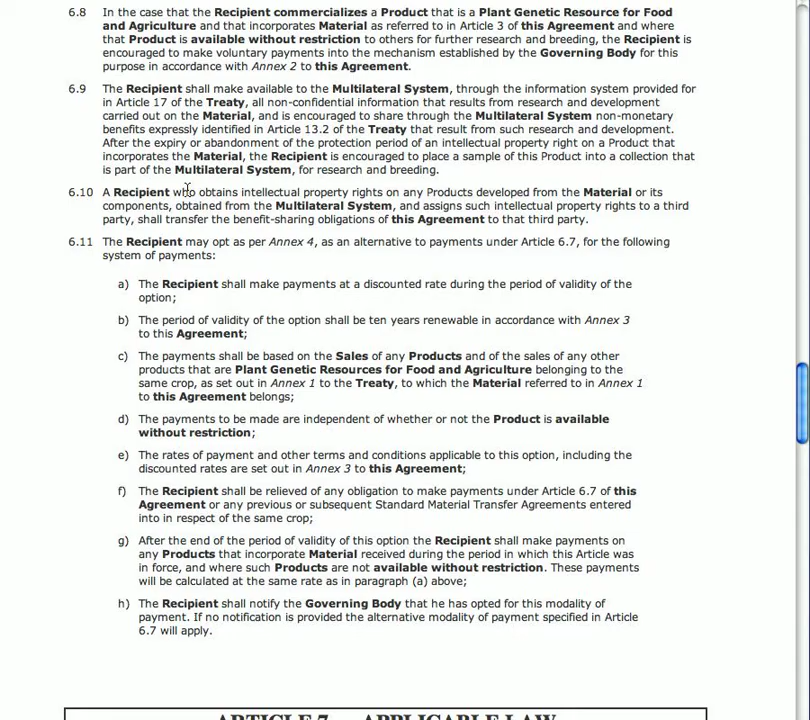 6.8 In the case that the Recipient commercializes a Product that is a Plant Genetic Resource for Food
and Agriculture and that incorporates Material as referred to in Article 3 of this Agreement and where
that Product is available without restriction to others for further research and breeding, the Recipient is
encouraged to make voluntary payments into the mechanism established by the Governing Body for this
purpose in accordance with Annex 2 to this Agreement.
6.9 The Recipient shall make available to the Multilateral System, through the information system provided for
in Article 17 of the Treaty, all non-confidential information that results from research and development
carried out on the Material, and is encouraged to share through the Multilateral System non-monetary
benefits expressly identified in Article 13.2 of the Treaty that result from such research and development.
After the expiry or abandonment of the protection period of an intellectual property right on a Product that
incorporates the Material, the Recipient is encouraged to place a sample of this Product into a collection that
is part of the Multilateral System, for research and breeding.
6.10 A Recipient who obtains intellectual property rights on any Products developed from the Material or its
components, obtained from the Multilateral System, and assigns such intellectual property rights to a third
party, shall transfer the benefit-sharing obligations of this Agreement to that third party.
6.11 The Recipient may opt as per Annex 4, as an alternative to payments under Article 6.7, for the following
system of payments:
a) The Recipient shall make payments at a discounted rate during the period of validity of the
option;
b) The period of validity of the option shall be ten years renewable in accordance with Annex 3
to this Agreement;
c) The payments shall be based on the Sales of any Products and of the sales of any other
products that are Plant Genetic Resources for Food and Agriculture belonging to the
same crop, as set out in Annex 1 to the Treaty, to which the Material referred to in Annex 1
to this Agreement belongs;
d) The payments to be made are independent of whether or not the Product is available
without restriction;
e) The rates of payment and other terms and conditions applicable to this option, including the
discounted rates are set out in Annex 3 to this Agreement;
f) The Recipient shall be relieved of any obligation to make payments under Article 6.7 of this
Agreement or any previous or subsequent Standard Material Transfer Agreements entered
into in respect of the same crop;
g) After the end of the period of validity of this option the Recipient shall make payments on
any Products that incorporate Material received during the period in which this Article was
in force, and where such Products are not available without restriction. These payments
will be calculated at the same rate as in paragraph (a) above;
h) The Recipient shall notify the Governing Body that he has opted for this modality of
payment. If no notification is provided the alternative modality of payment specified in Article
6.7 will apply.
ARTICLE 7 — APPLICABLE LAW